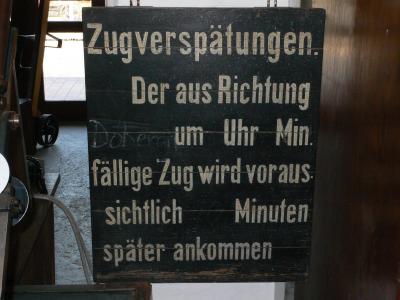 Zugverspätungen.
Der aus Richtung
um Uhr Min.
fällige Zug wird voraus-
sichtlich Minuten
später ankommen